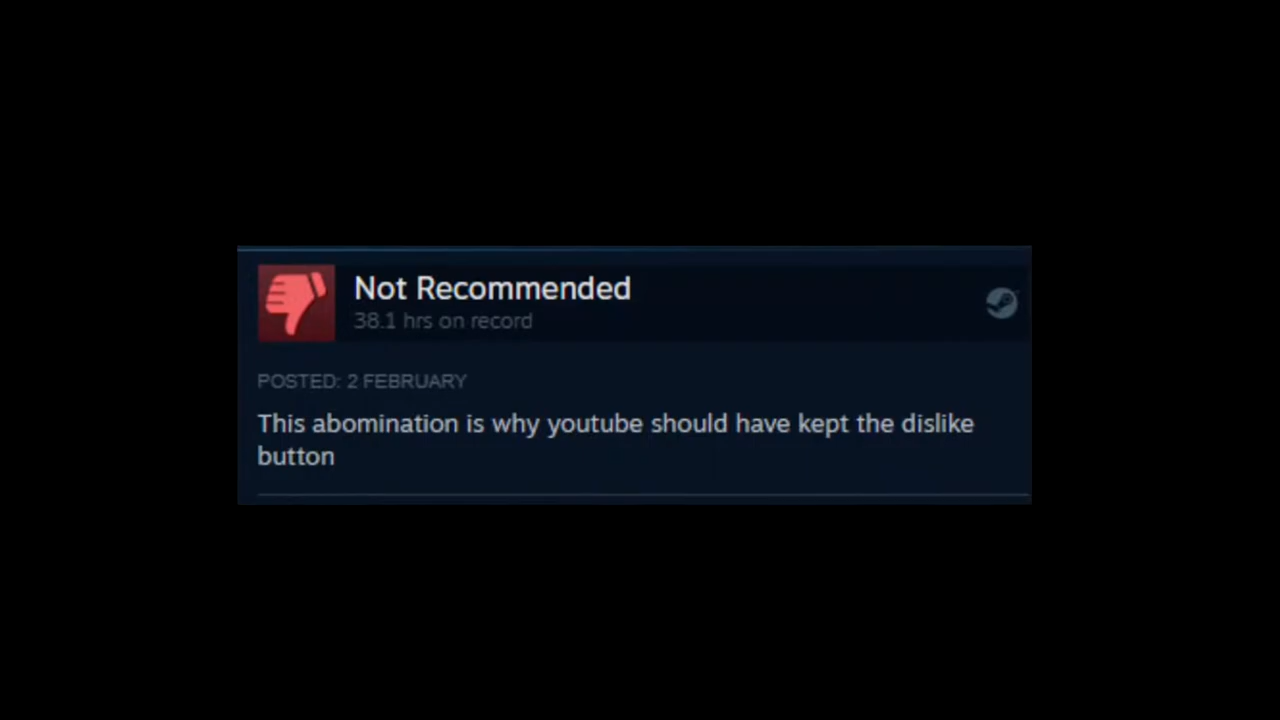 Not Recommended
38.1 hrs on record
POSTED: 2 FEBRUARY
This abomination is why youtube should have kept the dislike
button